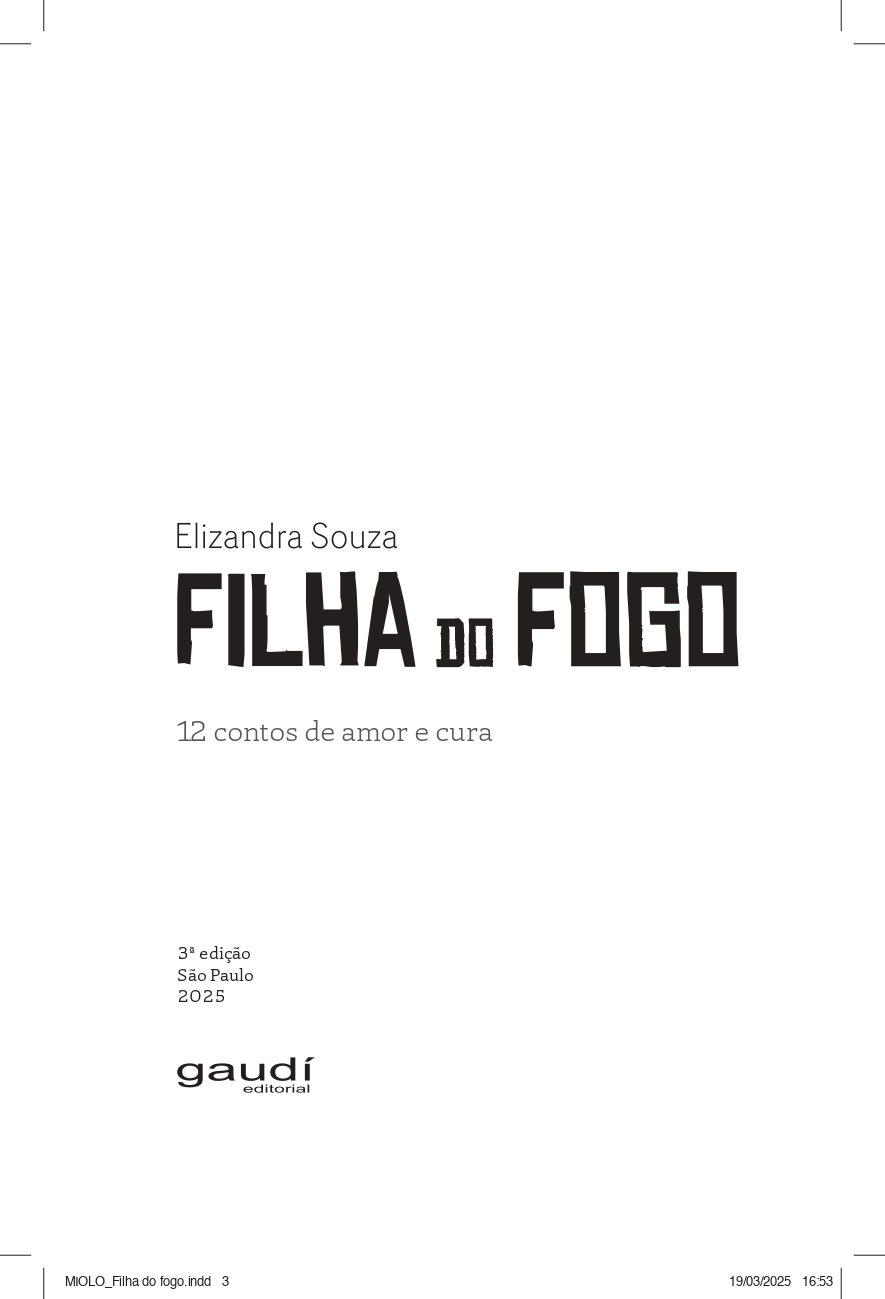 Elizandra Souza
FILHA DO FOGO
12 contos de amor e cura
3ª edição
São Paulo
2025
gaudí
editorial
MIOLO_Filha do fogo.indd 3
19/03/2025 16:53